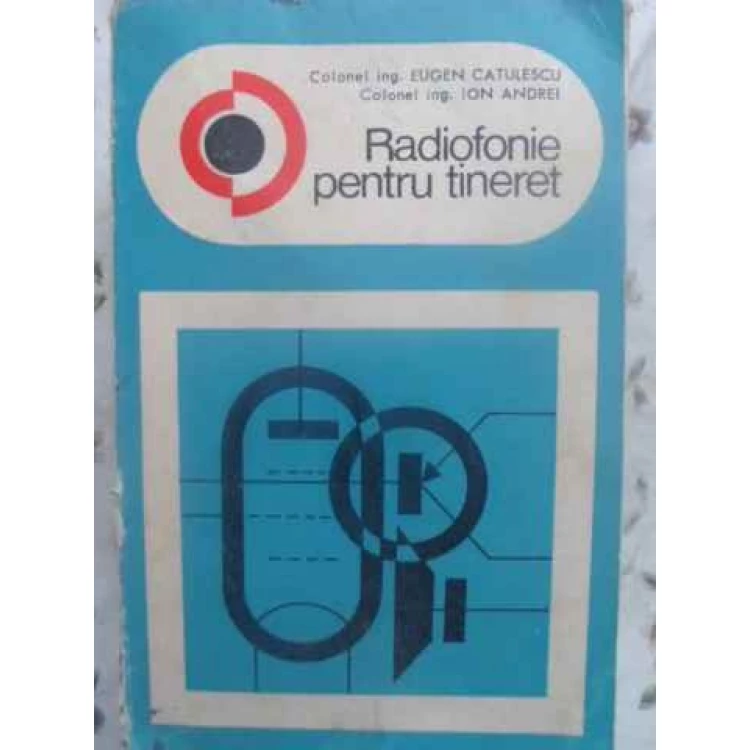 Colonel ing. EUGEN CATULESCU
Colonel ing. ION ANDREI
Radiofonie
pentru tineret